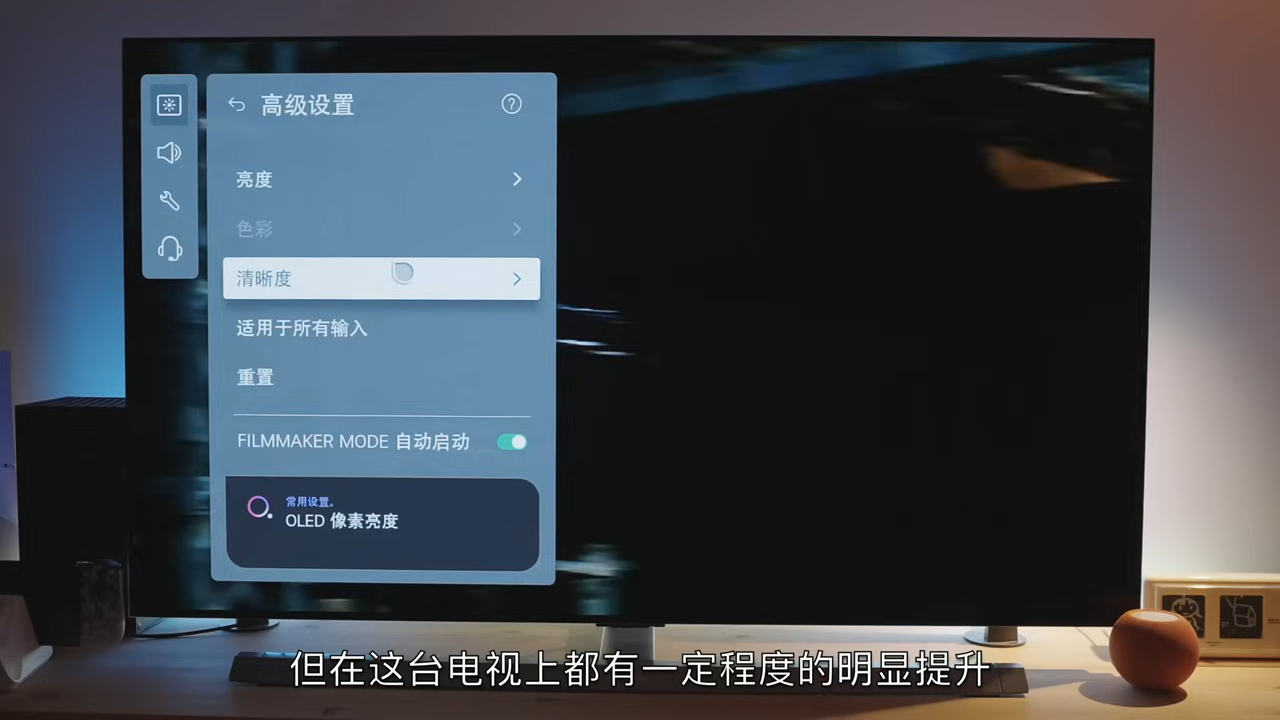 高级设置
亮度
色彩
清晰度
适用于所有输入
重置
FILMMAKER MODE 自动启动
常用设置。
OLED 像素亮度
但在这台电视上都有一定程度的明显提升